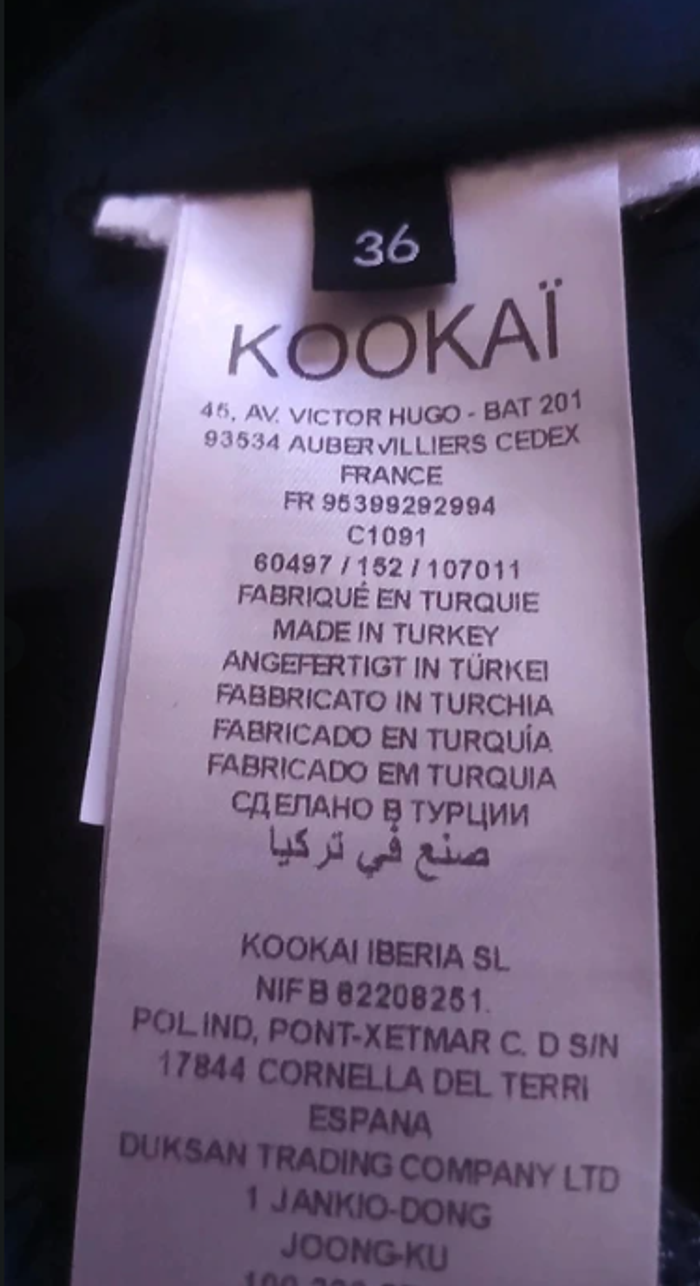 36
KOOKAÏ
45, AV. VICTOR HUGO - BAT 201
93534 AUBERVILLIERS CEDEX
FRANCE
FR 95399292994
C1091
60497 / 152 / 107011
FABRIQUÉ EN TURQUIE
MADE IN TURKEY
ANGEFERTIGT IN TÜRKEI
FABBRICATO IN TURCHIA
FABRICADO EN TURQUÍA
FABRICADO EM TURQUIA
СДЕЛАНО В ТУРЦИИ
صنع في تركيا
KOOKAI IBERIA SL
NIF B 62208251.
POL IND, PONT-XETMAR C. D S/N
17844 CORNELLA DEL TERRI
ESPANA
DUKSAN TRADING COMPANY LTD
1 JANKIO-DONG
JOONG-KU